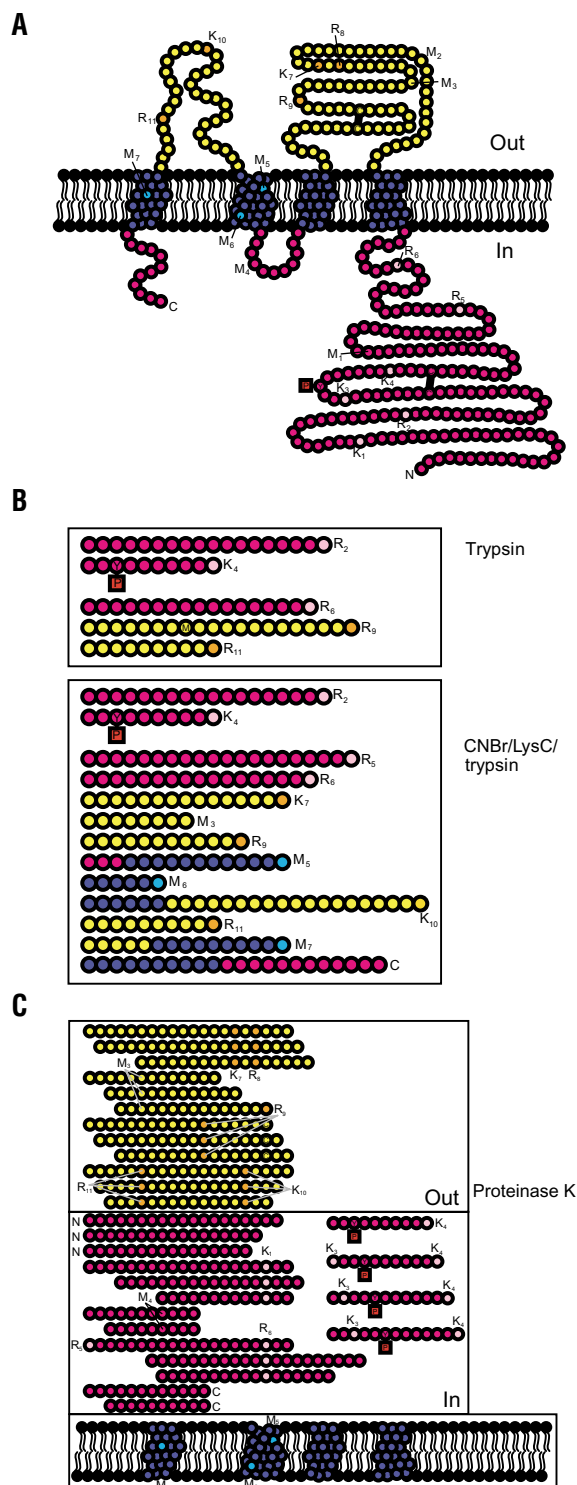 A
K10
R8
M2
K7
M3
R9
R11
Out
M7
M5
In
M6
M4
R6
C
R5
M1
K4
P
Y
K3
R2
K1
N
B
R2
Trypsin
Y
K4
P
R6
M
R9
R11
R2
Y
K4
P
CNBr/LysC/
trypsin
R5
R6
K7
M3
R9
M5
M6
K10
R11
M7
C
C
M3
K7 R8
R9
R11
K10
Out
Proteinase K
N
N
N
K1
M4
R5
R6
C
C
Y
K4
P
K3
K4
P
K3
Y
K4
P
K3
Y
K4
P
In
M5